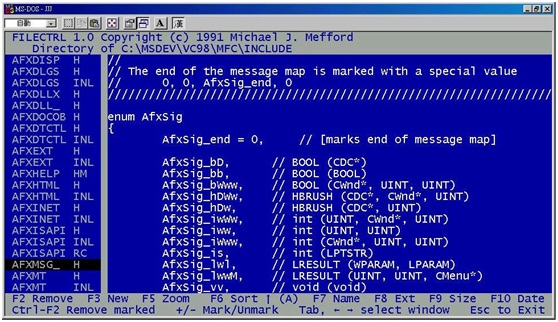 MS-DOS - JJJ
自動
A
漢
FILECTRL 1.0 Copyright (c) 1991 Michael J. Mefford
Directory of C:\MSDEV\VC98\MFC\INCLUDE
AFXDISP H //
AFXDLGS H // The end of the message map is marked with a special value
AFXDLGS INL // 0, 0, AfxSig_end, 0
AFXDLLX H ////////////////////////////////////////////////////////////////////
AFXDLL_ H
AFXDOCOB H enum AfxSig
AFXDTCTL H {
AFXDTCTL INL AfxSig_end = 0, // [marks end of message map]
AFXEXT H
AFXEXT INL AfxSig_bD, // BOOL (CDC*)
AFXHELP HM AfxSig_bb, // BOOL (BOOL)
AFXHTML H AfxSig_bWww, // BOOL (CWnd*, UINT, UINT)
AFXHTML INL AfxSig_hDWw, // HBRUSH (CDC*, CWnd*, UINT)
AFXINET H AfxSig_hDw, // HBRUSH (CDC*, UINT)
AFXINET INL AfxSig_iwWw, // int (UINT, CWnd*, UINT)
AFXISAPI H AfxSig_iww, // int (UINT, UINT)
AFXISAPI INL AfxSig_iWww, // int (CWnd*, UINT, UINT)
AFXISAPI RC AfxSig_is, // int (LPTSTR)
AFXMSG_ H AfxSig_lwl, // LRESULT (WPARAM, LPARAM)
AFXMT H AfxSig_lwwM, // LRESULT (UINT, UINT, CMenu*)
AFXMT INL AfxSig_vv, // void (void)
F2 Remove F3 New F5 Zoom F6 Sort ↑ (A) F7 Name F8 Ext F9 Size F10 Date
Ctrl-F2 Remove marked +/- Mark/Unmark Tab, ← → select window Esc to Exit